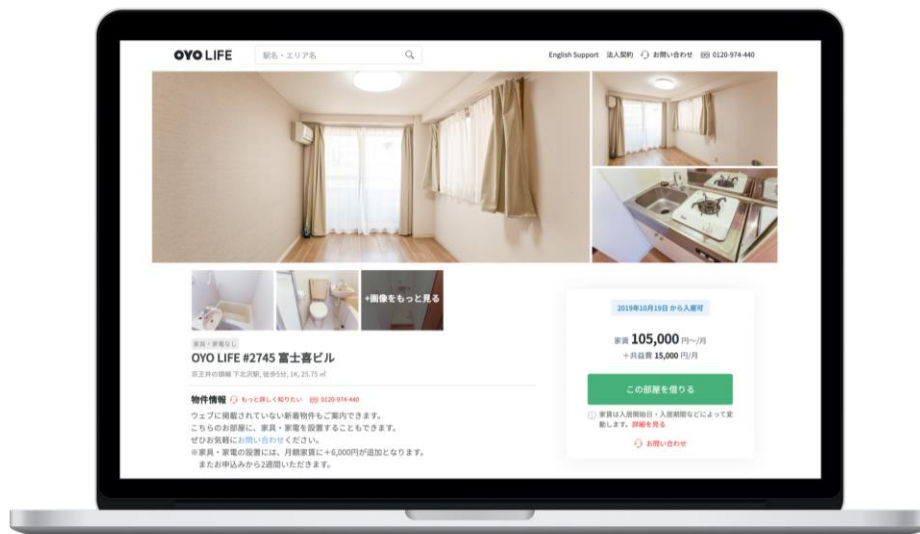 OYO LIFE
駅名・エリア名
English Support 法人契約 お問い合わせ 0120-974-440
+画像をもっと見る
家具・家電なし
OYO LIFE #2745 富士喜ビル
京王井の頭線 下北沢駅, 徒歩5分, 1K, 25.75㎡
物件情報 もっと詳しく知りたい 0120-974-440
ウェブに掲載されていない新着物件もご案内できます。
こちらのお部屋に、家具・家電を設置することもできます。
ぜひお気軽にお問い合わせください。
※家具・家電の設置には、月額家賃に+6,000円が追加となります。
またお申込みから2週間いただきます。
2019年10月19日 から入居可
家賃 105,000 円〜/月
+共益費 15,000 円/月
この部屋を借りる
家賃は入居開始日・入居期間などによって変
動します。詳細を見る
お問い合わせ